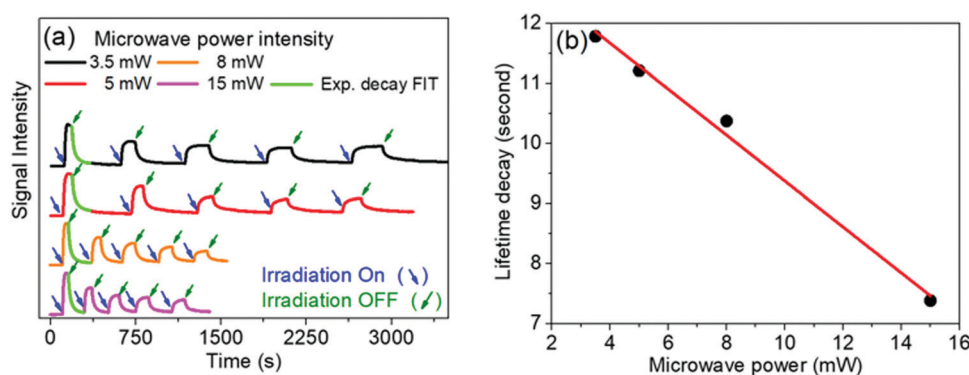 (a) Microwave power intensity
3.5 mW 8 mW
5 mW 15 mW Exp. decay FIT
Signal Intensity
Irradiation On ( )
Irradiation OFF ( )
0 750 1500 2250 3000
Time (s)
(b)
Lifetime decay (second)
12
11
10
9
8
7
2 4 6 8 10 12 14 16
Microwave power (mW)